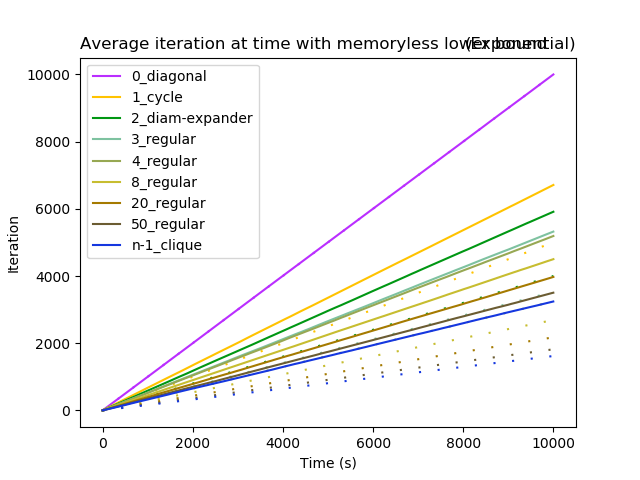 Average iteration at time with memoryless lower bound
(Exponential)
10000
8000
6000
4000
2000
0
Iteration
0_diagonal
1_cycle
2_diam-expander
3_regular
4_regular
8_regular
20_regular
50_regular
n-1_clique
0 2000 4000 6000 8000 10000
Time (s)